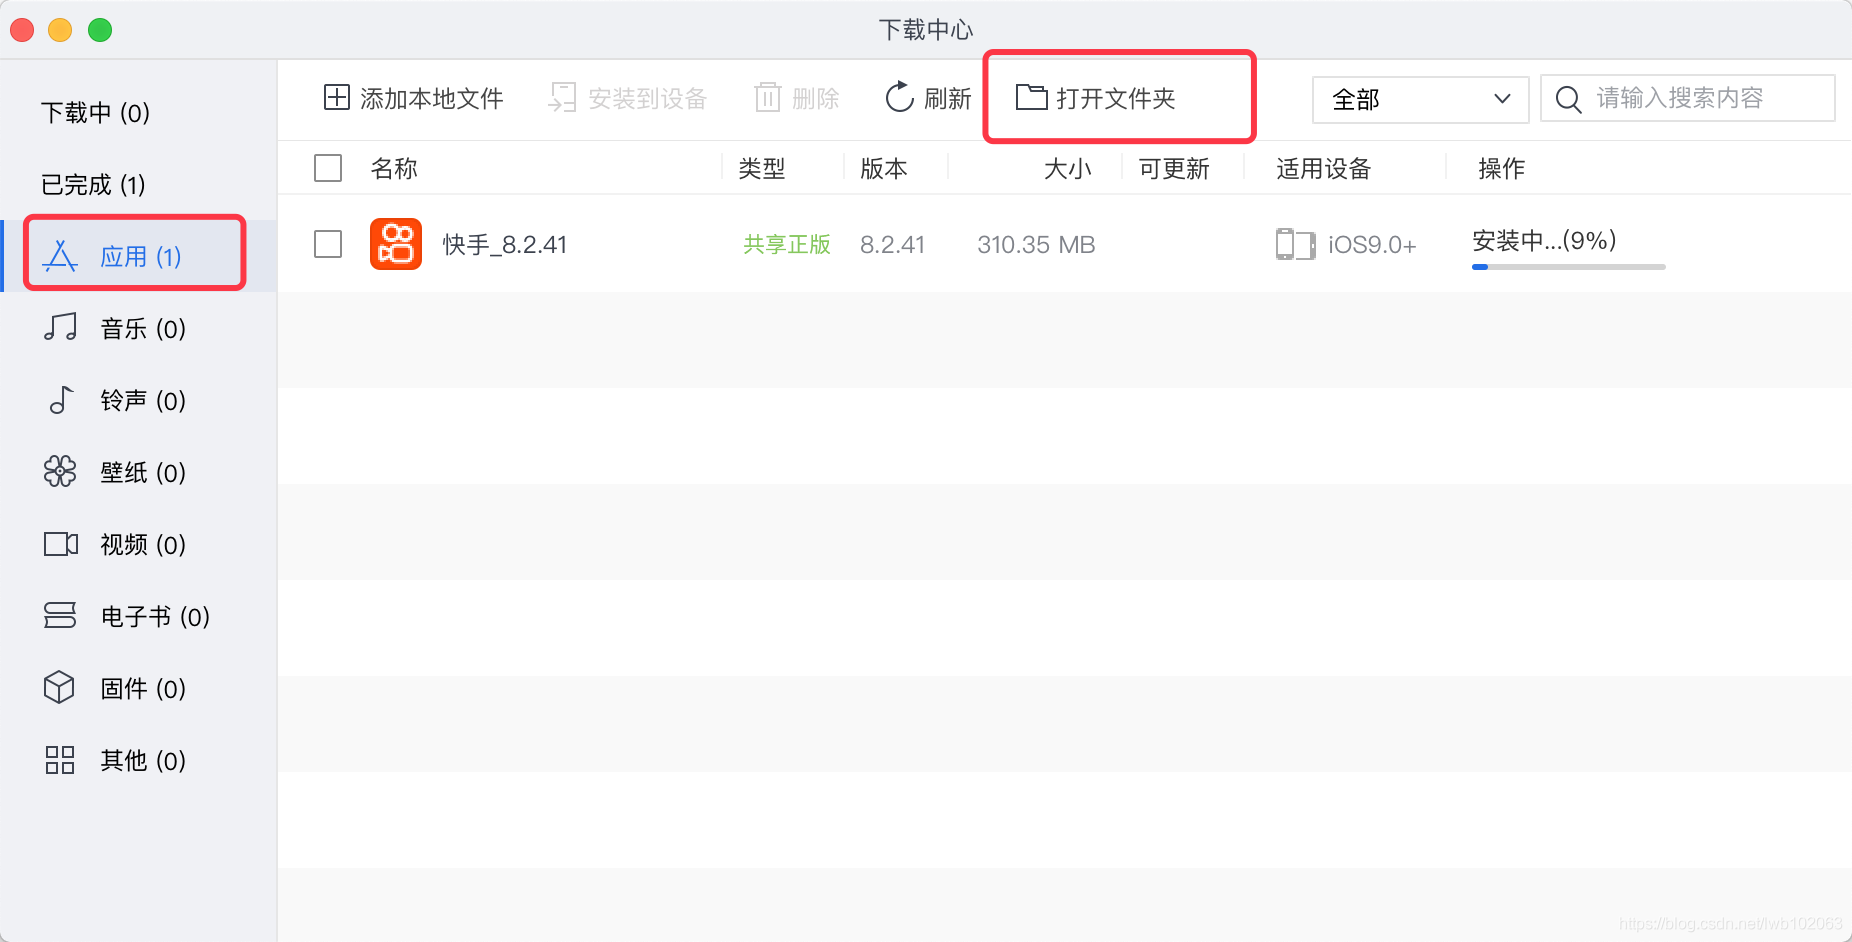 下载中心
下载中 (0)
已完成 (1)
应用 (1)
音乐 (0)
铃声 (0)
壁纸 (0)
视频 (0)
电子书 (0)
固件 (0)
其他 (0)
添加本地文件 安装到设备 删除 刷新 打开文件夹 全部 请输入搜索内容
名称 类型 版本 大小 可更新 适用设备 操作
快手_8.2.41 共享正版 8.2.41 310.35 MB iOS9.0+ 安装中...(9%)
https://blog.csdn.net/lwb102063